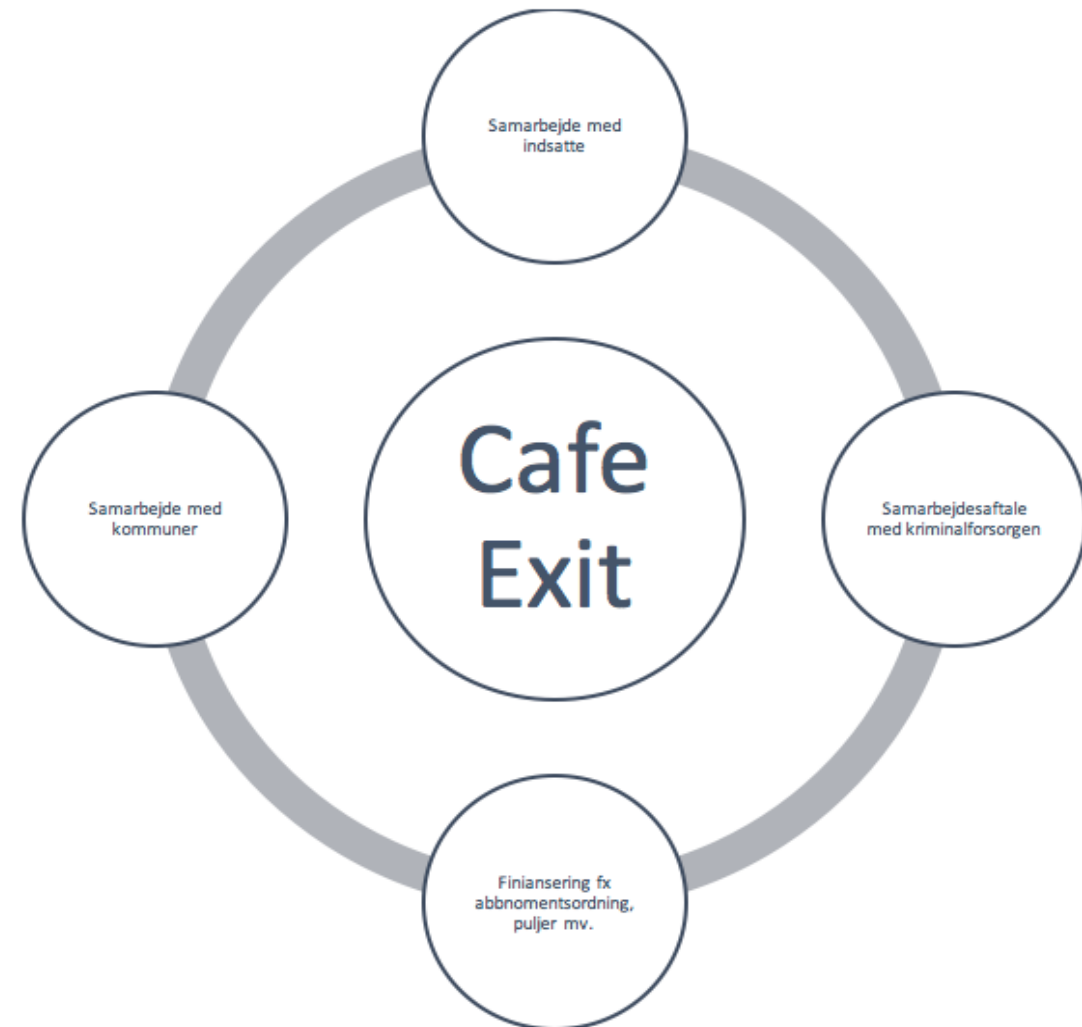 Samarbejde med
indsatte
Samarbejde med
kommuner
Cafe
Exit
Samarbejdesaftale
med kriminalforsorgen
Finiansering fx
abbnomentsordning,
puljer mv.